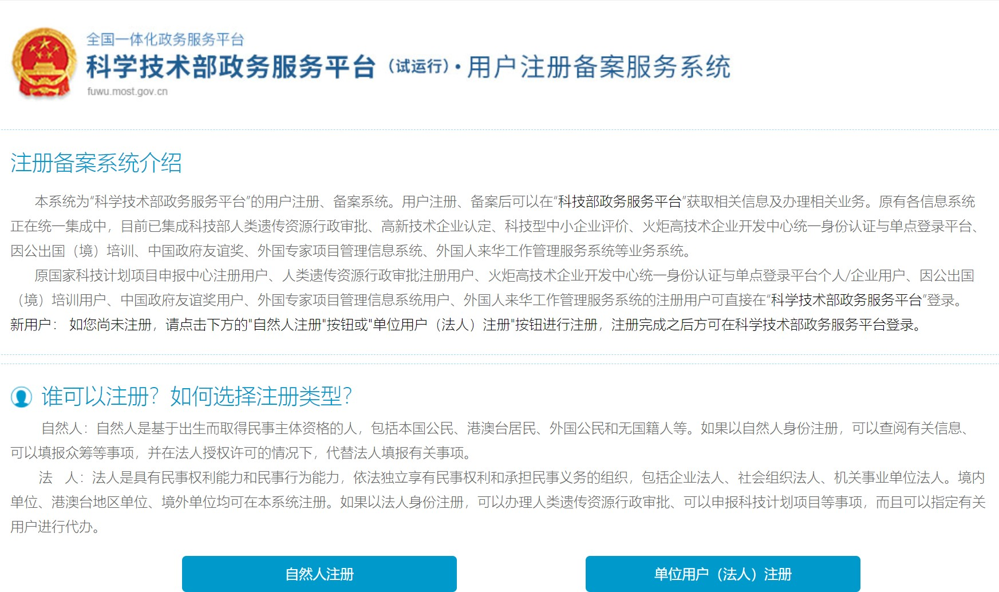 全国一体化政务服务平台
科学技术部政务服务平台（试运行）·用户注册备案服务系统
fuwu.most.gov.cn
注册备案系统介绍
本系统为“科学技术部政务服务平台”的用户注册、备案系统。用户注册、备案后可以在“科技部政务服务平台”获取相关信息及办理相关业务。原有各信息系统
正在统一集成中，目前已集成科技部人类遗传资源行政审批、高新技术企业认定、科技型中小企业评价、火炬高技术企业开发中心统一身份认证与单点登录平台、
因公出国（境）培训、中国政府友谊奖、外国专家项目管理信息系统、外国人来华工作管理服务系统等业务系统。
原国家科技计划项目申报中心注册用户、人类遗传资源行政审批注册用户、火炬高技术企业开发中心统一身份认证与单点登录平台个人/企业用户、因公出国
（境）培训用户、中国政府友谊奖用户、外国专家项目管理信息系统用户、外国人来华工作管理服务系统的注册用户可直接在“科学技术部政务服务平台”登录。
新用户： 如您尚未注册，请点击下方的"自然人注册"按钮或"单位用户（法人）注册"按钮进行注册，注册完成之后方可在科学技术部政务服务平台登录。
谁可以注册？如何选择注册类型？
自然人：自然人是基于出生而取得民事主体资格的人，包括本国公民、港澳台居民、外国公民和无国籍人等。如果以自然人身份注册，可以查阅有关信息、
可以填报众筹等事项，并在法人授权许可的情况下，代替法人填报有关事项。
法 人：法人是具有民事权利能力和民事行为能力，依法独立享有民事权利和承担民事义务的组织，包括企业法人、社会组织法人、机关事业单位法人。境内
单位、港澳台地区单位、境外单位均可在本系统注册。如果以法人身份注册，可以办理人类遗传资源行政审批、可以申报科技计划项目等事项，而且可以指定有关
用户进行代办。
自然人注册
单位用户（法人）注册